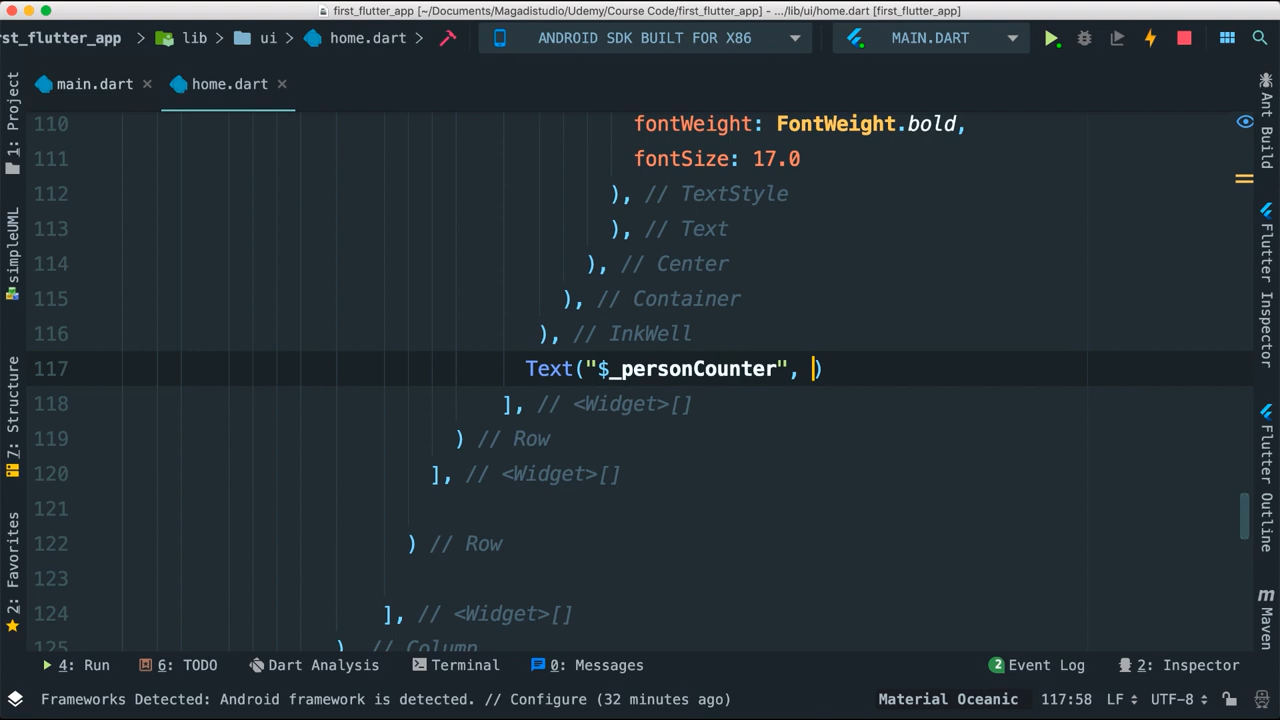 first_flutter_app [~/Documents/Magadistudio/Udemy/Course Code/first_flutter_app] - .../lib/ui/home.dart [first_flutter_app]
rst_flutter_app lib ui home.dart ANDROID SDK BUILT FOR X86 MAIN.DART
main.dart home.dart
110 fontWeight: FontWeight.bold,
111 fontSize: 17.0
112 ), // TextStyle
113 ), // Text
114 ), // Center
115 ), // Container
116 ), // InkWell
117 Text("$_personCounter", )
118 ], // <Widget>[]
119 ) // Row
120 ], // <Widget>[]
121
122 ) // Row
123
124 ], // <Widget>[]
125 ), // Column
1: Project
simpleUML
7: Structure
2: Favorites
Ant Build
Flutter Inspector
Flutter Outline
Maven
4: Run 6: TODO Dart Analysis Terminal 0: Messages 2 Event Log 2: Inspector
Frameworks Detected: Android framework is detected. // Configure (32 minutes ago) Material Oceanic 117:58 LF UTF-8